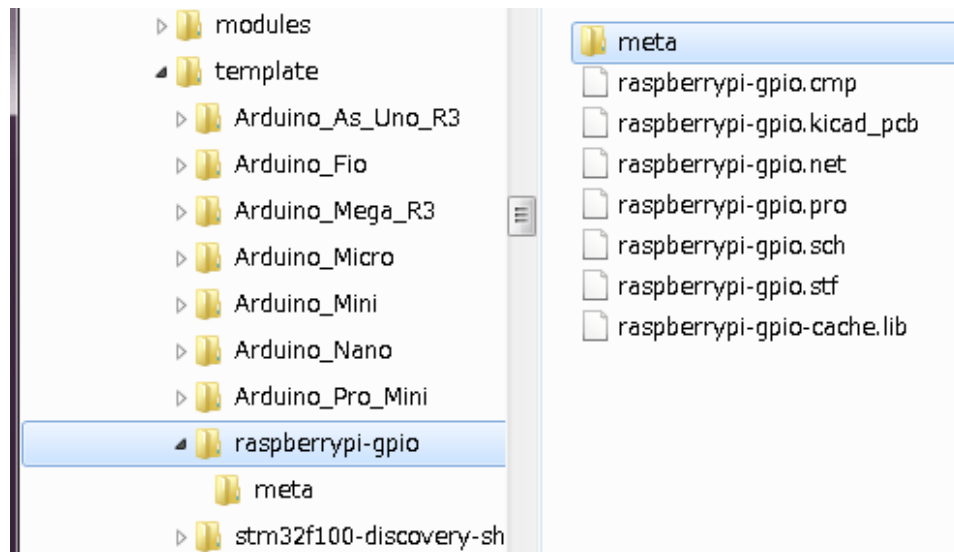 modules
template
Arduino_As_Uno_R3
Arduino_Fio
Arduino_Mega_R3
Arduino_Micro
Arduino_Mini
Arduino_Nano
Arduino_Pro_Mini
raspberrypi-gpio
meta
stm32f100-discovery-sh
meta
raspberrypi-gpio.cmp
raspberrypi-gpio.kicad_pcb
raspberrypi-gpio.net
raspberrypi-gpio.pro
raspberrypi-gpio.sch
raspberrypi-gpio.stf
raspberrypi-gpio-cache.lib